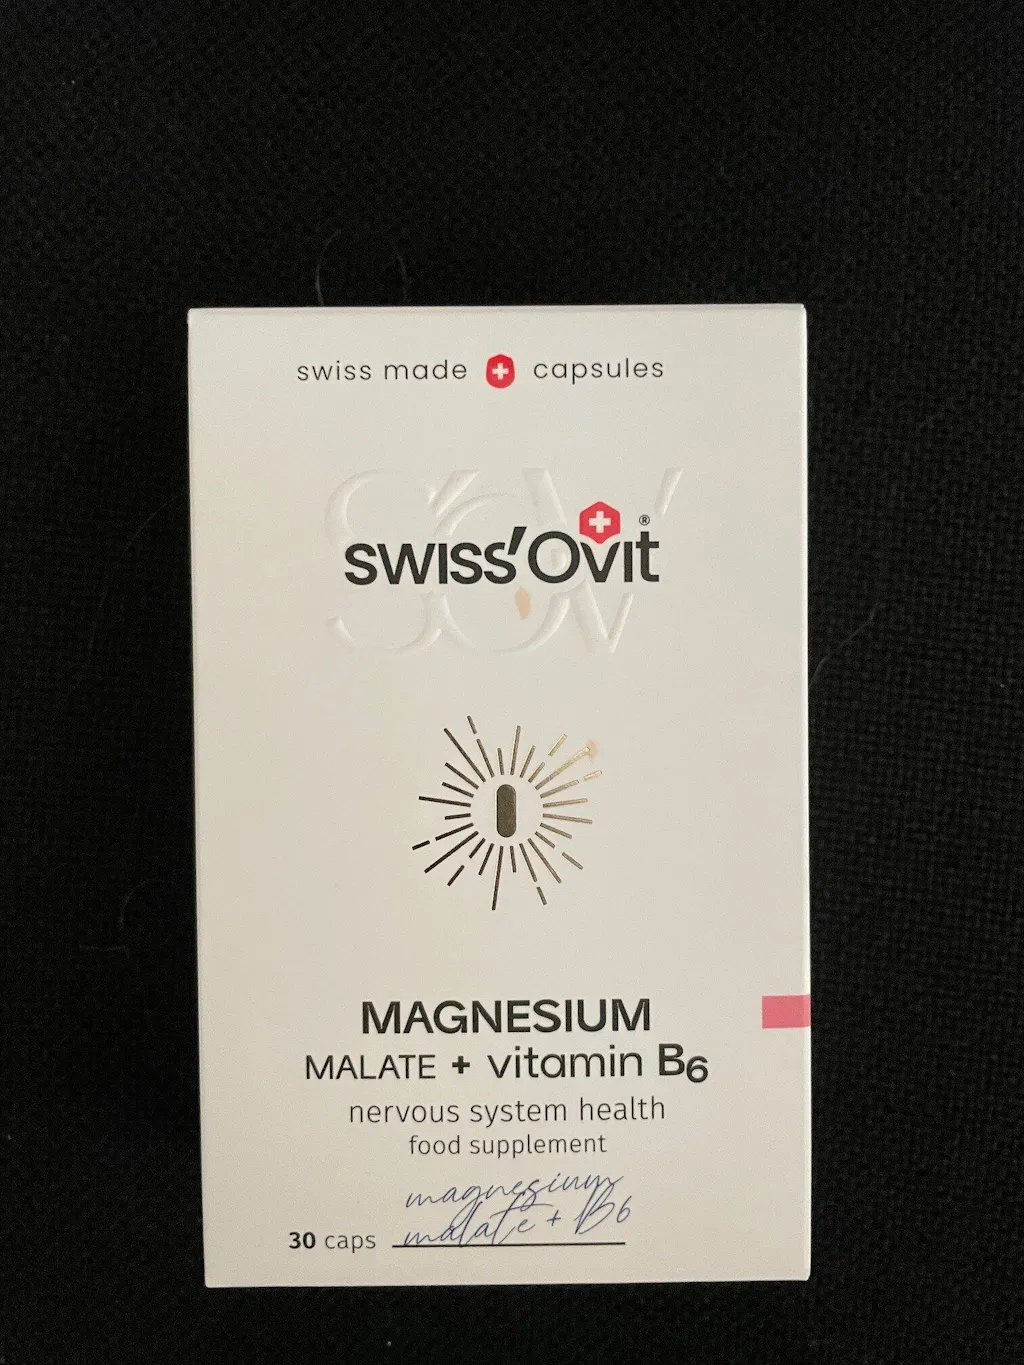 swiss made capsules
SOV
swiss'Ovit ®
MAGNESIUM
MALATE + vitamin B6
nervous system health
food supplement
magnesium
malate + B6
30 caps